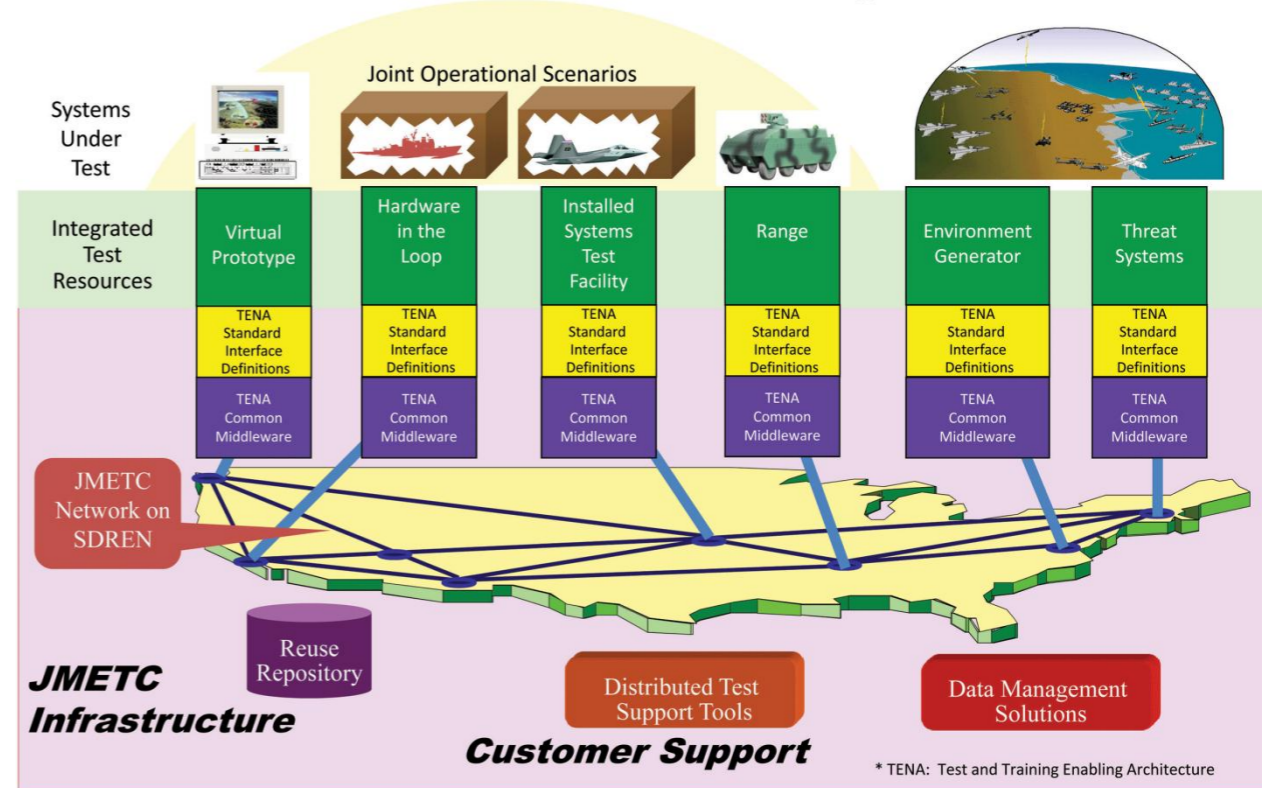 Joint Operational Scenarios
Systems
Under
Test
Integrated
Test
Resources
Virtual
Prototype
Hardware
in the
Loop
Installed
Systems
Test
Facility
Range
Environment
Generator
Threat
Systems
TENA
Standard
Interface
Definitions
TENA
Standard
Interface
Definitions
TENA
Standard
Interface
Definitions
TENA
Standard
Interface
Definitions
TENA
Standard
Interface
Definitions
TENA
Standard
Interface
Definitions
TENA
Common
Middleware
TENA
Common
Middleware
TENA
Common
Middleware
TENA
Common
Middleware
TENA
Common
Middleware
TENA
Common
Middleware
JMETC
Network on
SDREN
Reuse
Repository
JMETC
Infrastructure
Distributed Test
Support Tools
Data Management
Solutions
Customer Support
* TENA: Test and Training Enabling Architecture